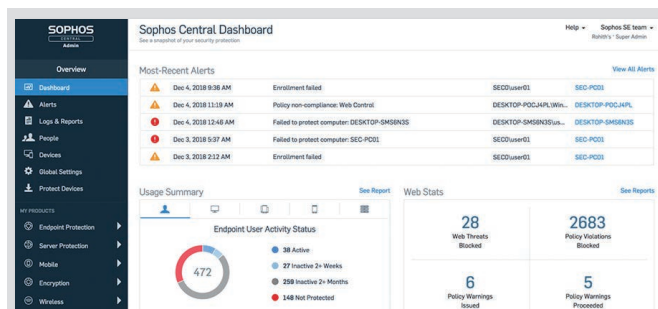 SOPHOS
CENTRAL
Admin
Overview
Dashboard
Alerts
Logs & Reports
People
Devices
Global Settings
Protect Devices
MY PRODUCTS
Endpoint Protection
Server Protection
Mobile
Encryption
Wireless
Sophos Central Dashboard
See a snapshot of your security protection
Help
Sophos SE team
Rohith's · Super Admin
Most-Recent Alerts
View All Alerts
Dec 4, 2018 9:36 AM Enrollment failed SEC0\user01 SEC-PC01
Dec 4, 2018 11:19 AM Policy non-compliance: Web Control DESKTOP-POCJ4PL\Win... DESKTOP-POCJ4PL
Dec 4, 2018 12:46 AM Failed to protect computer: DESKTOP-SMS6N3S DESKTOP-SMS6N3S\us... DESKTOP-SMS6N3S
Dec 3, 2018 5:37 AM Failed to protect computer: SEC-PC01 SEC0\user01 SEC-PC01
Dec 3, 2018 2:12 AM Enrollment failed SEC0\user01 SEC-PC01
Usage Summary
See Report
Endpoint User Activity Status
472
38 Active
27 Inactive 2+ Weeks
259 Inactive 2+ Months
148 Not Protected
Web Stats
See Reports
28
Web Threats
Blocked
2683
Policy Violations
Blocked
6
Policy Warnings
Issued
5
Policy Warnings
Proceeded